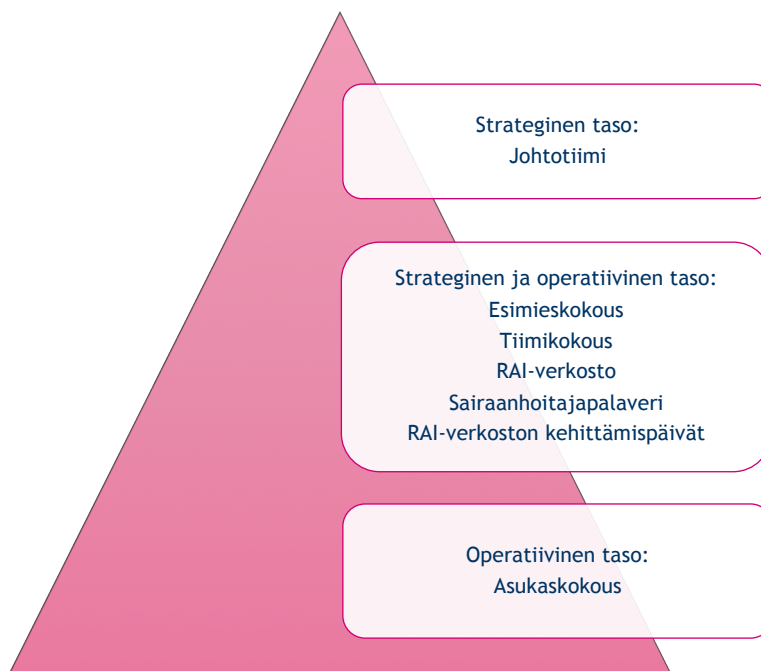 Strateginen taso:
Johtotiimi
Strateginen ja operatiivinen taso:
Esimieskokous
Tiimikokous
RAI-verkosto
Sairaanhoitajapalaveri
RAI-verkoston kehittämispäivät
Operatiivinen taso:
Asukaskokous